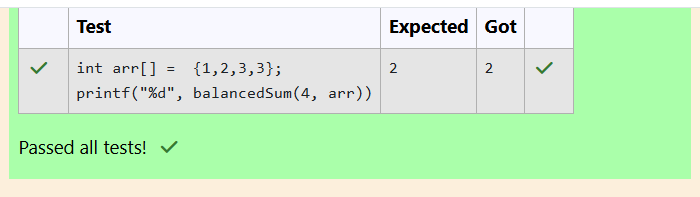 Test Expected Got
int arr[] =  {1,2,3,3}; 2 2
printf("%d", balancedSum(4, arr))
Passed all tests!